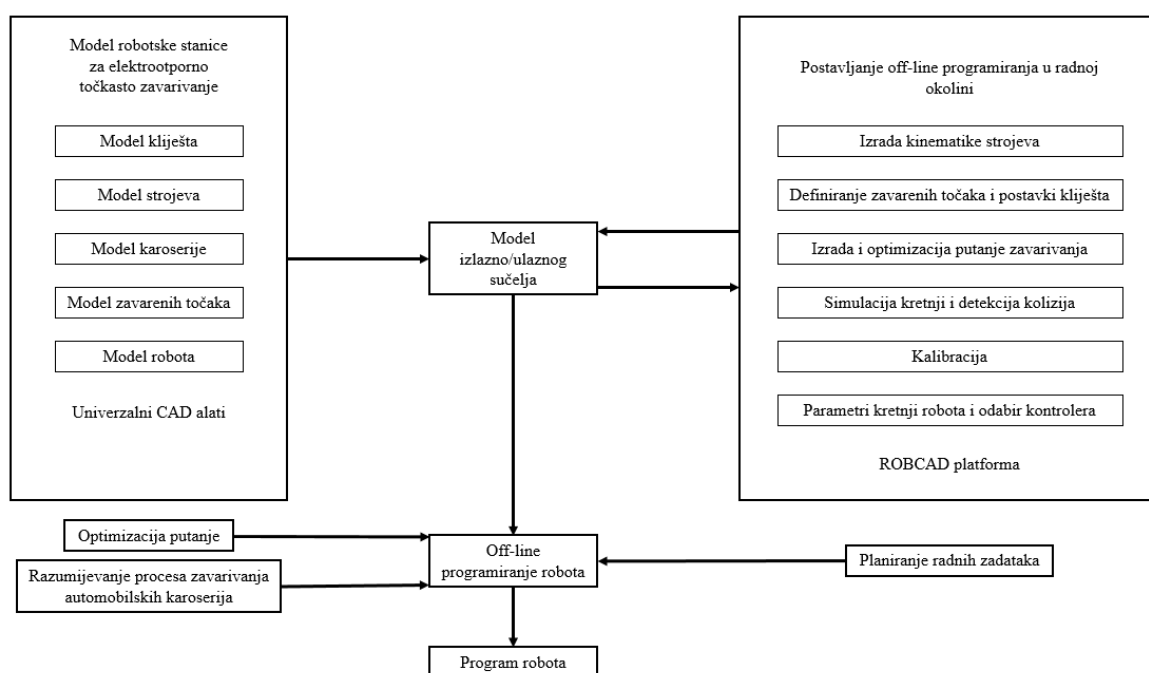 Model robotske stanice
za elektrootporno
točkasto zavarivanje
Model kliješta
Model strojeva
Model karoserije
Model zavarenih točaka
Model robota
Univerzalni CAD alati
Model
izlazno/ulaznog
sučelja
Postavljanje off-line programiranja u radnoj
okolini
Izrada kinematike strojeva
Definiranje zavarenih točaka i postavki kliješta
Izrada i optimizacija putanje zavarivanja
Simulacija kretnji i detekcija kolizija
Kalibracija
Parametri kretnji robota i odabir kontrolera
ROBCAD platforma
Optimizacija putanje
Razumijevanje procesa zavarivanja
automobilskih karoserija
Off-line
programiranje robota
Planiranje radnih zadataka
Program robota